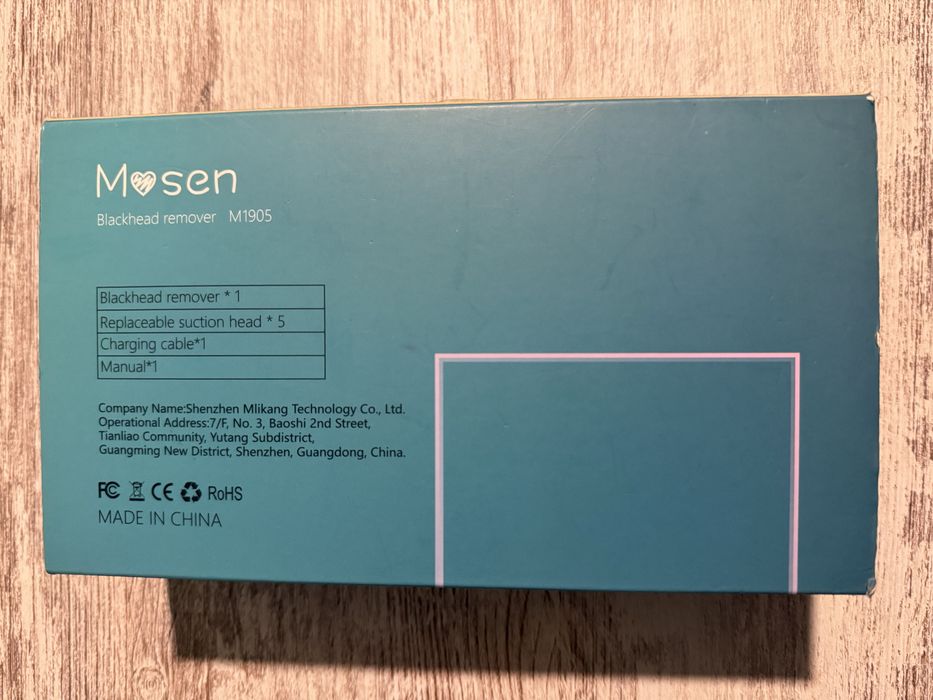 Mosen
Blackhead remover M1905
Blackhead remover * 1
Replaceable suction head * 5
Charging cable*1
Manual*1
Company Name:Shenzhen Mlikang Technology Co., Ltd.
Operational Address:7/F, No. 3, Baoshi 2nd Street,
Tianliao Community, Yutang Subdistrict,
Guangming New District, Shenzhen, Guangdong, China.
FC CE RoHS
MADE IN CHINA